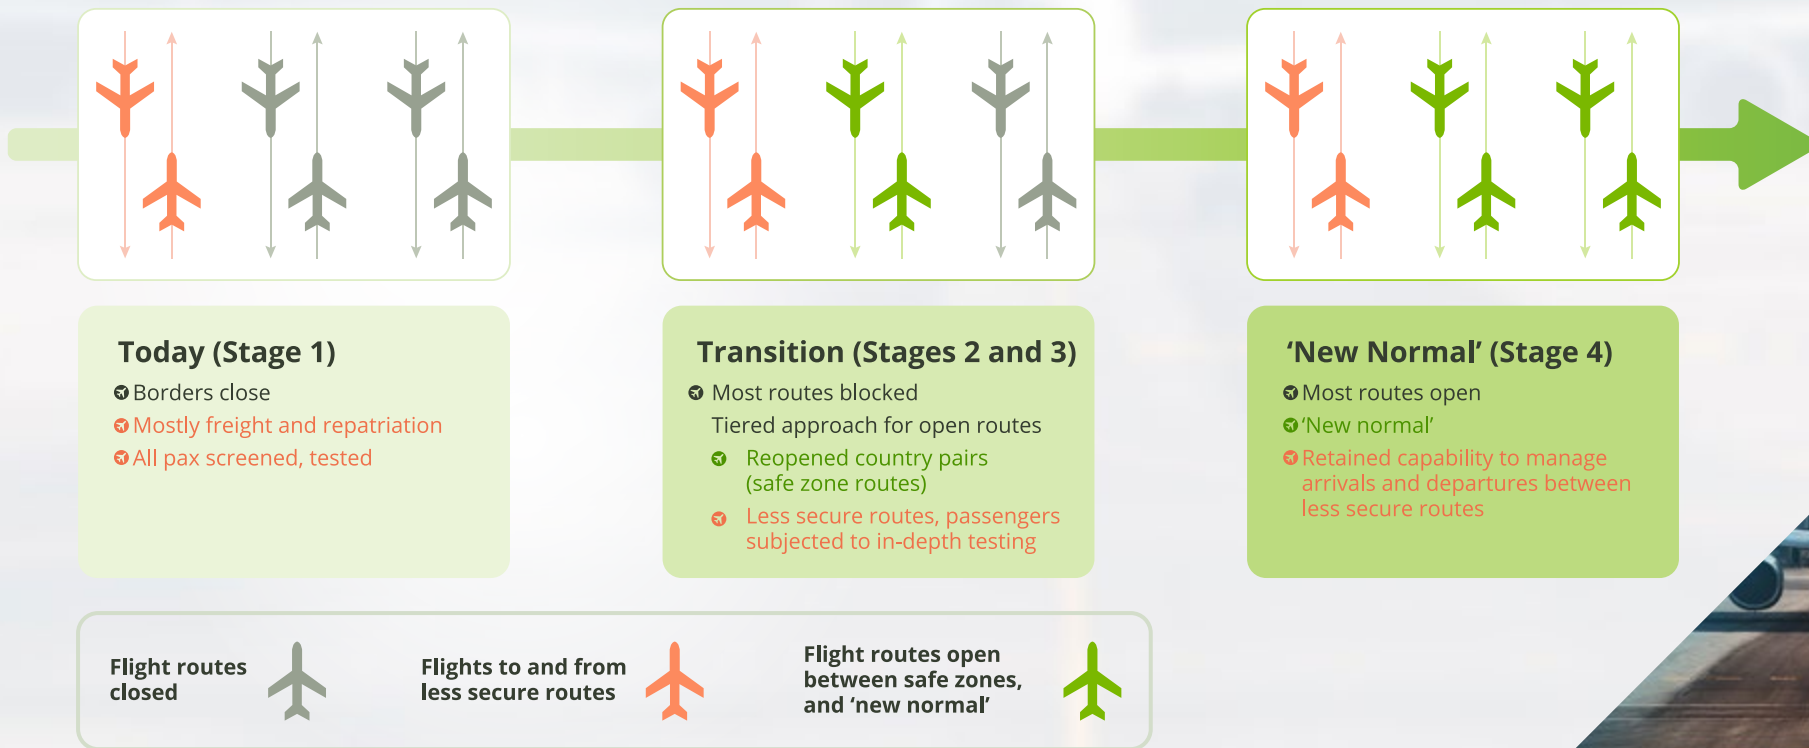 Today (Stage 1)
Borders close
Mostly freight and repatriation
All pax screened, tested
Transition (Stages 2 and 3)
Most routes blocked
Tiered approach for open routes
Reopened country pairs
(safe zone routes)
Less secure routes, passengers
subjected to in-depth testing
‘New Normal’ (Stage 4)
Most routes open
‘New normal’
Retained capability to manage
arrivals and departures between
less secure routes
Flight routes
closed
Flights to and from
less secure routes
Flight routes open
between safe zones,
and ‘new normal’